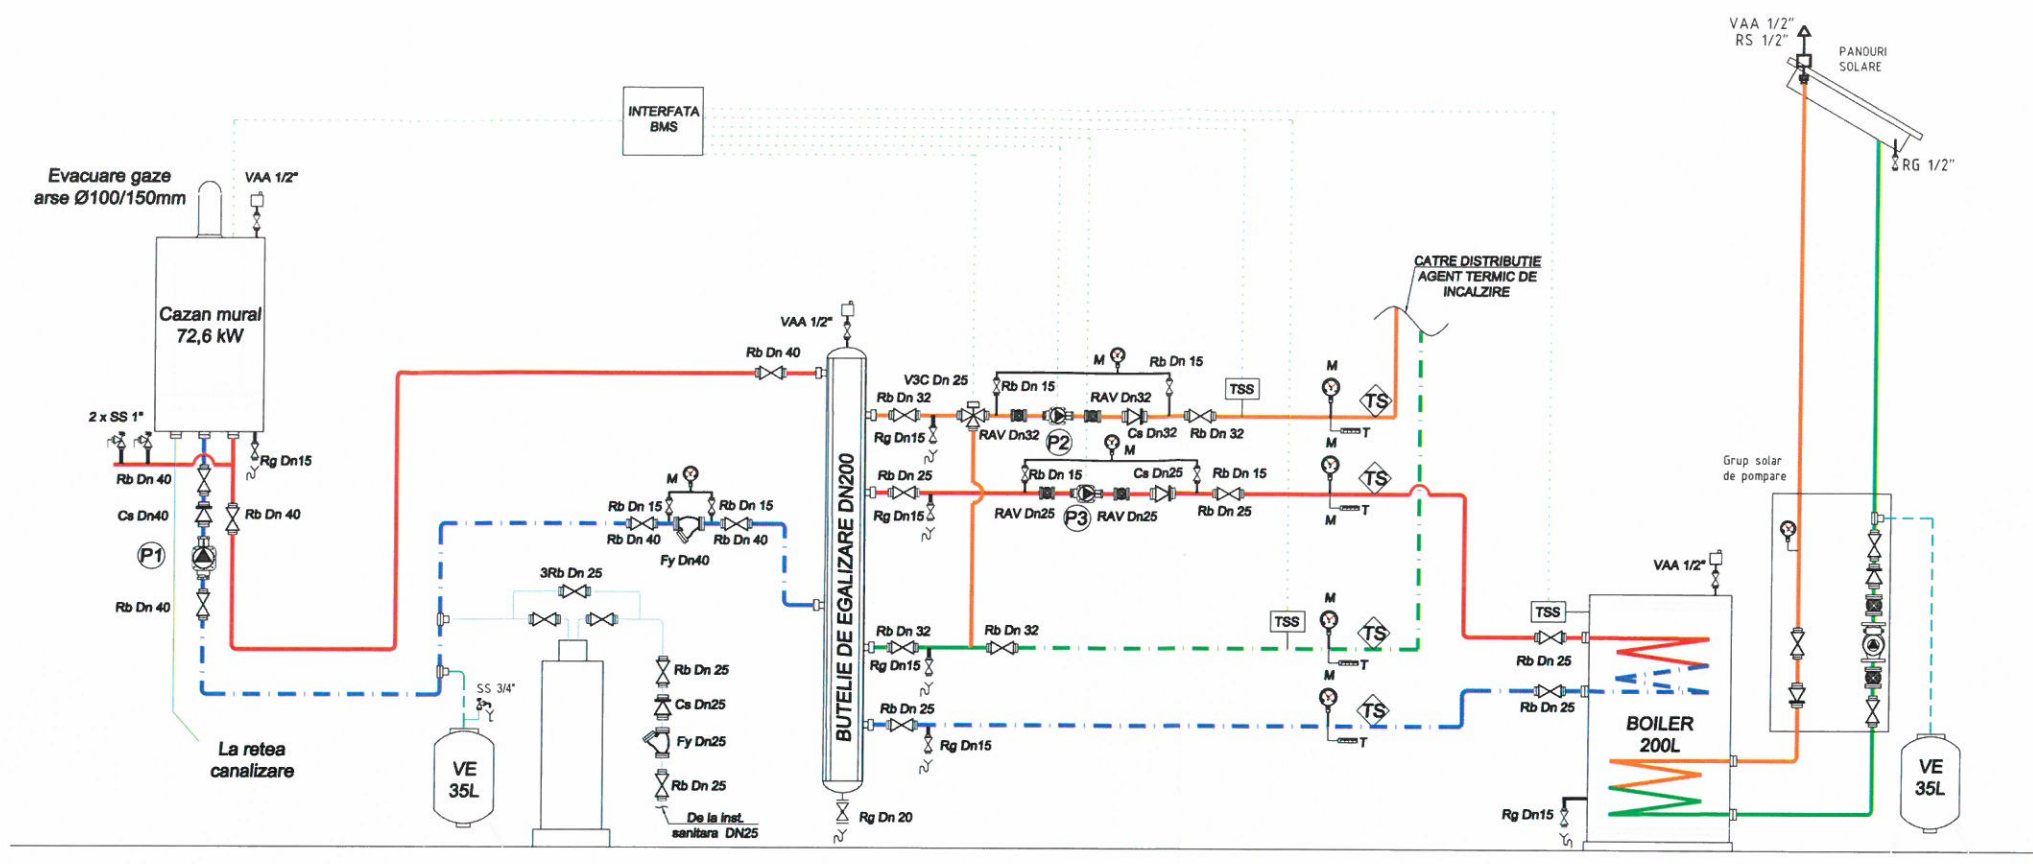 VAA 1/2"
RS 1/2"
PANOURI
SOLARE
RG 1/2"
INTERFATA
BMS
Evacuare gaze
arse Ø100/150mm
VAA 1/2"
Cazan mural
72,6 kW
2 x SS 1"
Rg Dn15
Rb Dn 40
Cs Dn40
Rb Dn 40
P1
Rb Dn 40
La retea
canalizare
SS 3/4"
VE
35L
M
Rb Dn 15
Rb Dn 15
Rb Dn 40
Rb Dn 40
Fy Dn40
3Rb Dn 25
Rb Dn 25
Cs Dn25
Fy Dn25
Rb Dn 25
De la inst.
sanitara DN25
Rb Dn 40
VAA 1/2"
BUTELIE DE EGALIZARE DN200
Rg Dn 20
V3C Dn 25
Rb Dn 32
Rg Dn15
M
Rb Dn 15
Rb Dn 15
RAV Dn32
RAV Dn32
P2
Cs Dn32
Rb Dn 32
TSS
M
TS
T
CATRE DISTRIBUTIE
AGENT TERMIC DE
INCALZIRE
Rb Dn 25
Rg Dn15
M
Rb Dn 15
Cs Dn25
Rb Dn 15
RAV Dn25
P3
RAV Dn25
Rb Dn 25
M
TS
T
M
Rb Dn 32
Rb Dn 32
Rg Dn15
TSS
M
TS
T
M
Rb Dn 25
Rg Dn15
TS
T
VAA 1/2"
TSS
Rb Dn 25
Rb Dn 25
BOILER
200L
Rg Dn15
Grup solar
de pompare
VE
35L